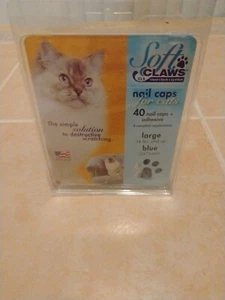 Soft
CLAWS
nail caps
for cats
40 nail caps +
adhesive
The simple
solution
to destructive
scratching.
large
blue